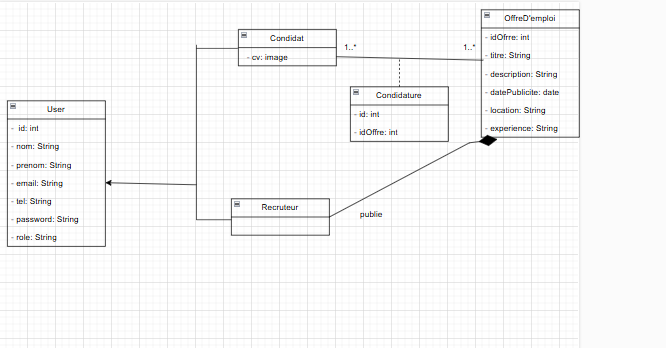 OffreD'emploi
- idOfrre: int
- titre: String
- description: String
- datePublicite: date
- location: String
- experience: String
Condidat
- cv: image
1..*
1..*
Condidature
- id: int
- idOffre: int
User
- id: int
- nom: String
- prenom: String
- email: String
- tel: String
- password: String
- role: String
Recruteur
publie